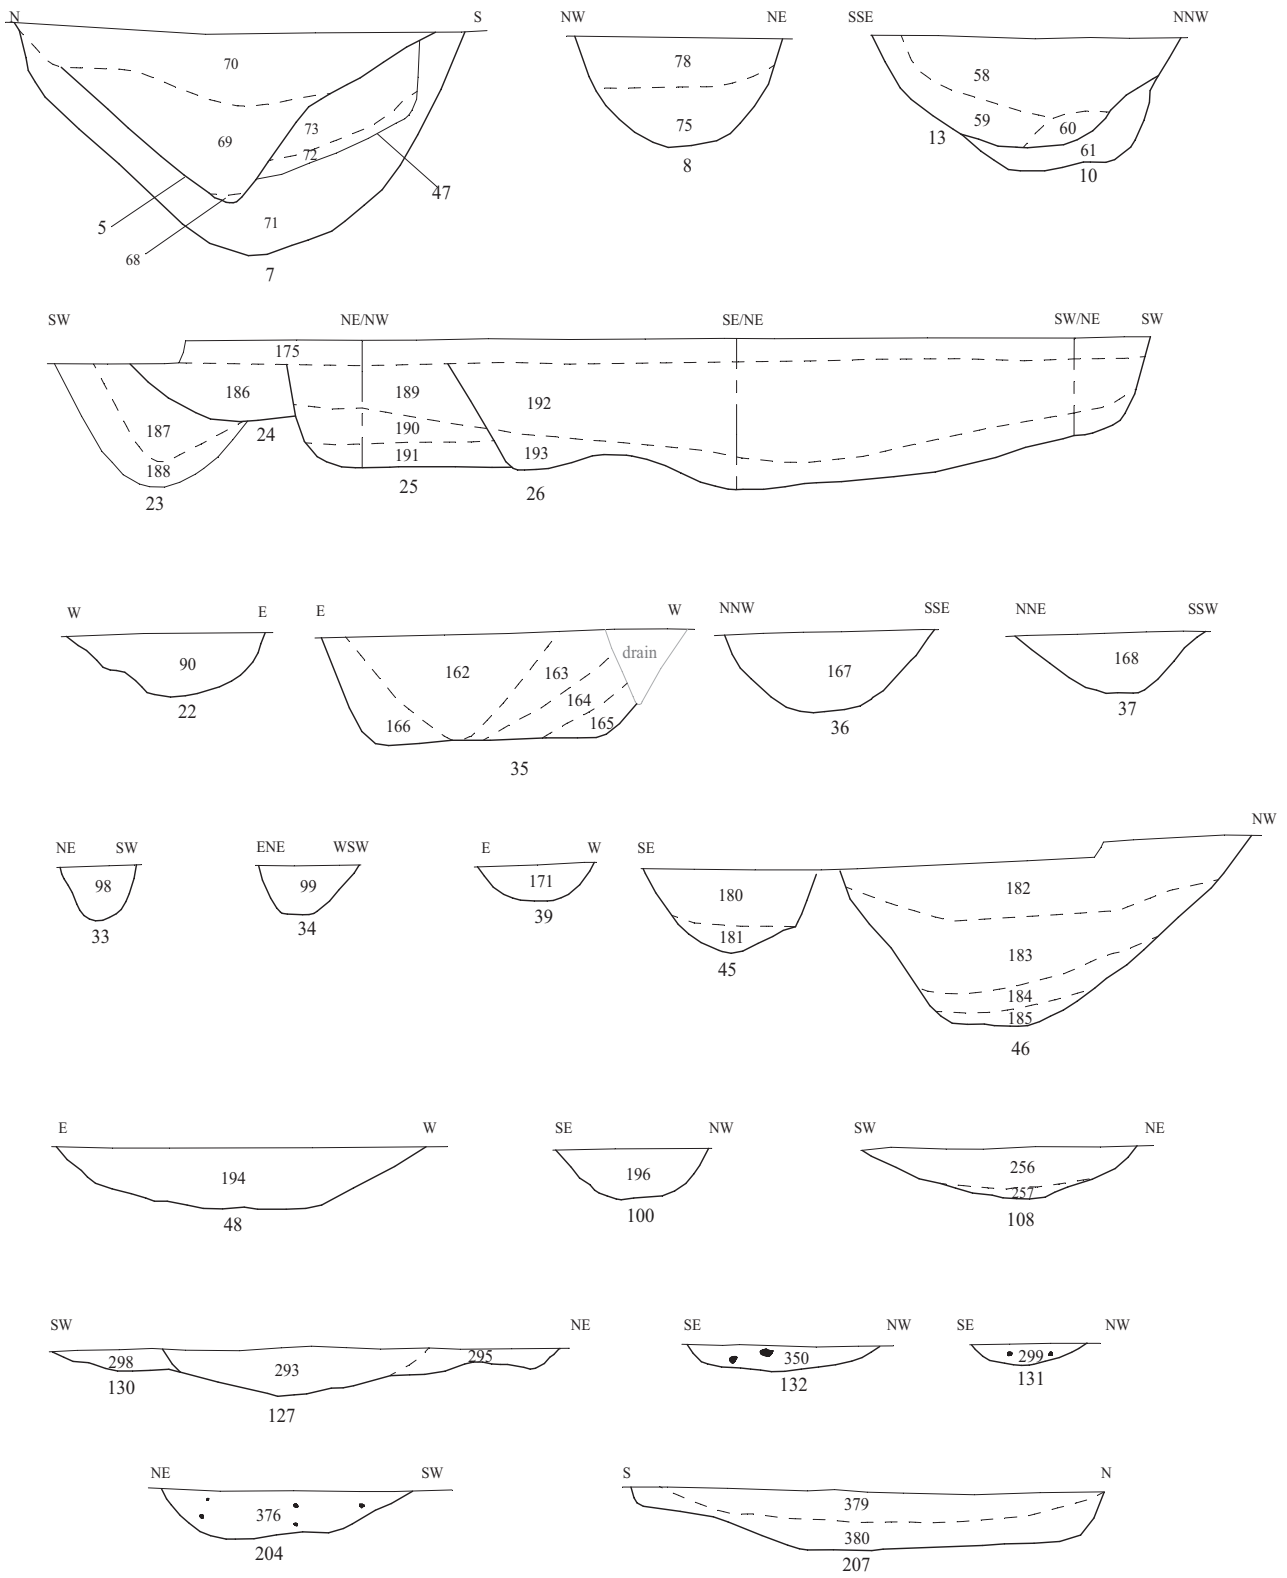 N S NW NE SSE NNW
70 78 58
73 75 59 60
69 72 13 61
8 10
47
5 71
68
7
SW NE/NW SE/NE SW/NE SW
175
186 189 192
187 24 190
188 191 193
23 25 26
W E E W NNW SSE NNE SSW
drain
90 162 163 167 168
22 166 164 165 36 37
35
NE SW ENE WSW E W SE NW
98 99 171 180 182
33 34 39 181 183
45 184
185
46
E W SE NW SW NE
194 196 256
257
48 100 108
SW NE SE NW SE NW
298 293 295 350 299
130 127 132 131
NE SW S N
376 379
380
204 207